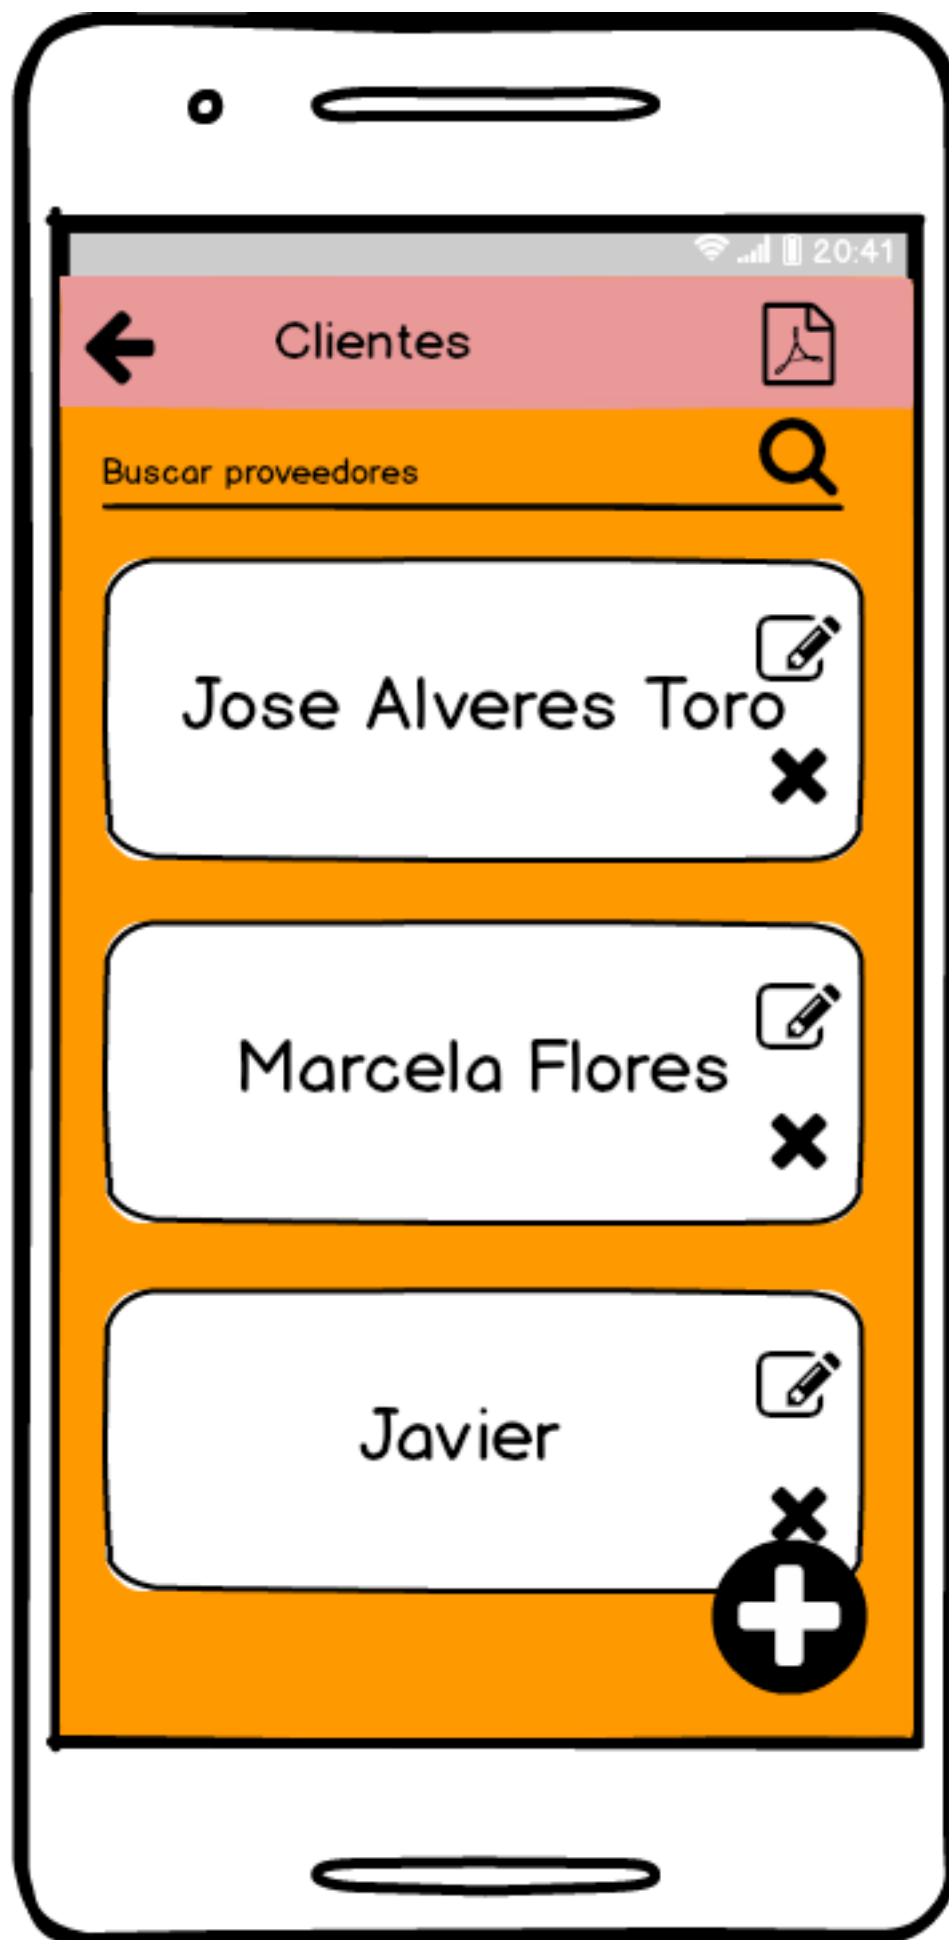 20:41
Clientes
Buscar proveedores
Jose Alveres Toro
Marcela Flores
Javier